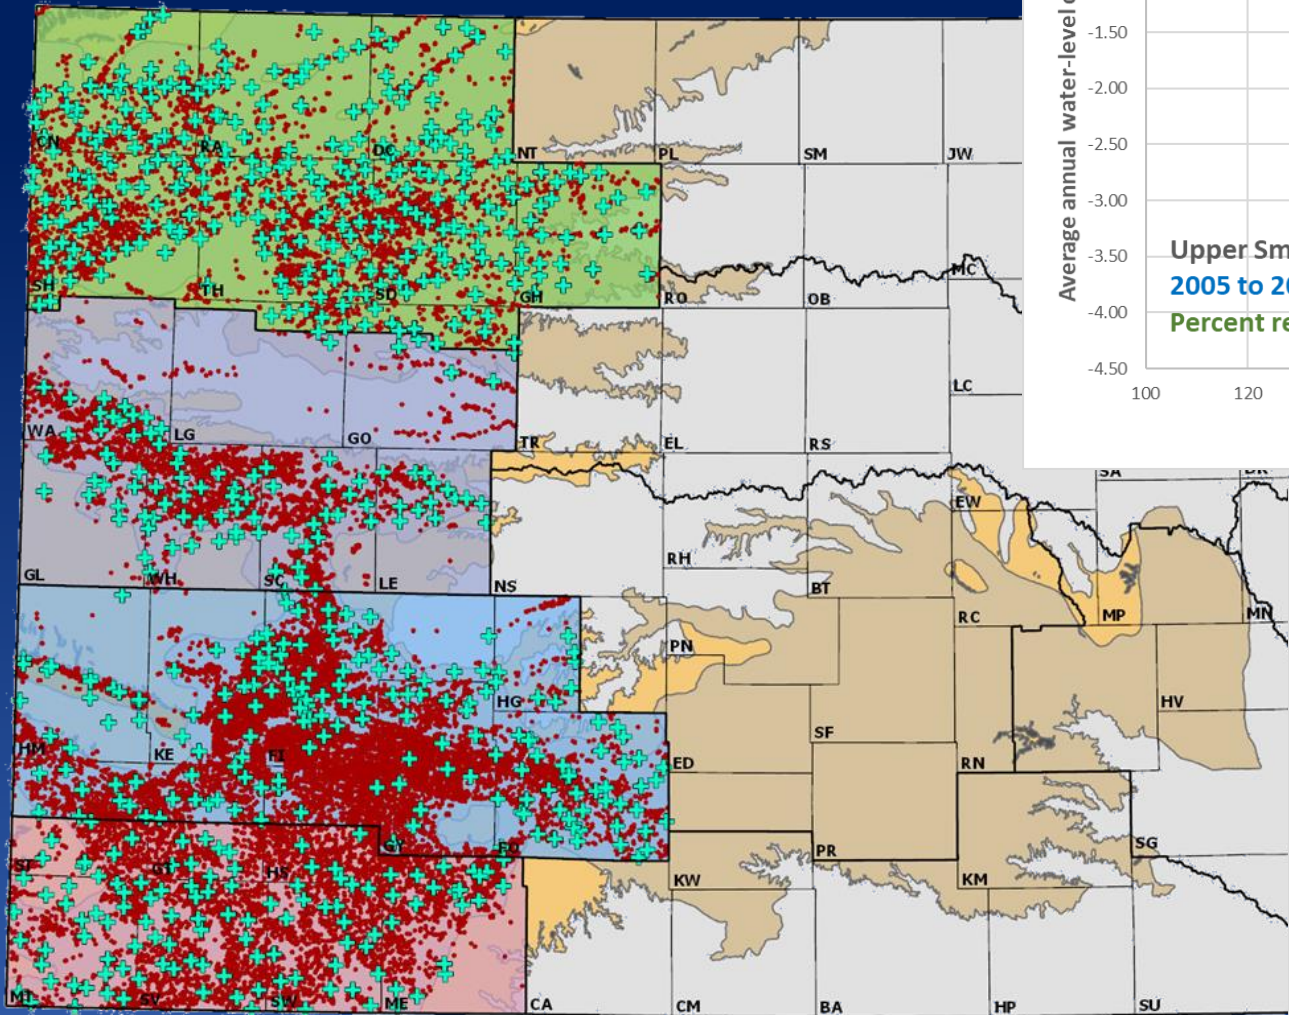 Average annual water-level
-1.50
-2.00
-2.50
-3.00
-3.50
-4.00
-4.50
100 120
Upper Sm
2005 to 20
Percent re
CN RA DC NT PL SM JW
SH TH SD GH RO OB MC
WA LG GO TR EL RS LC
GL WH SC LE NS RH BT EW RC SA MP MN
HM KE FI HG PN ED SF RN HV
ST GT HS GY FO KW PR KM SG
MT SV SW ME CA CM BA HP SU